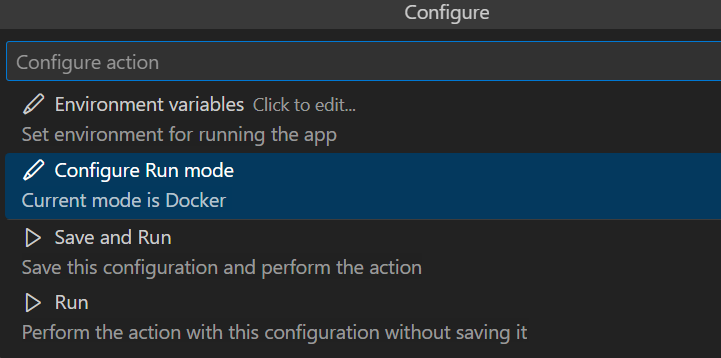 Configure
Configure action
Environment variables Click to edit...
Set environment for running the app
Configure Run mode
Current mode is Docker
Save and Run
Save this configuration and perform the action
Run
Perform the action with this configuration without saving it